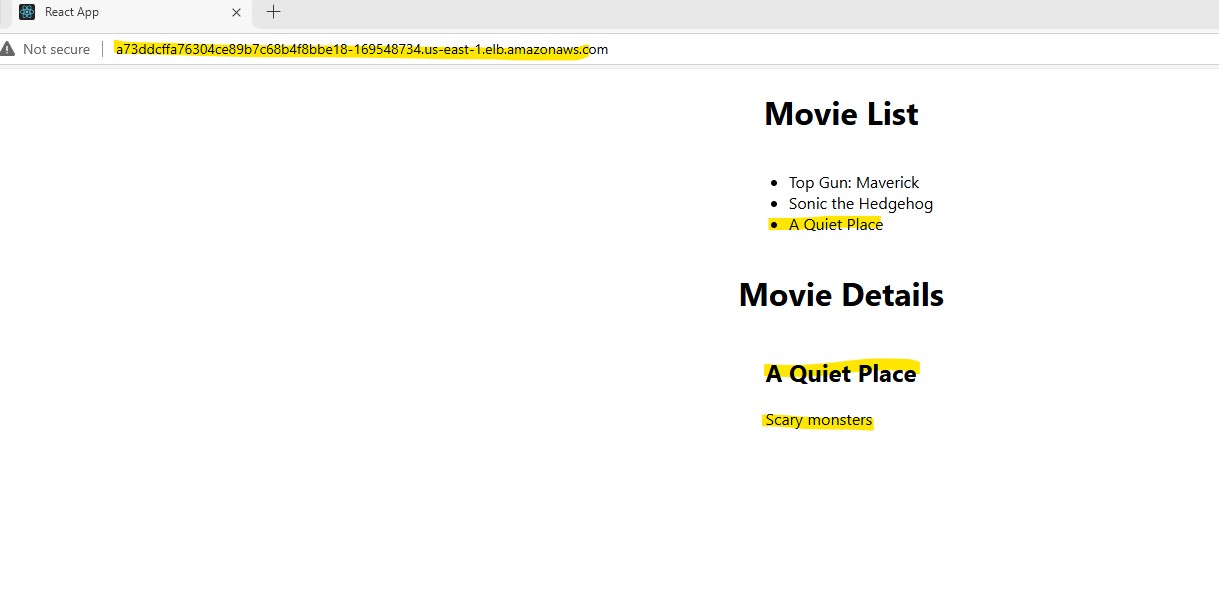 React App
Not secure
a73ddcffa76304ce89b7c68b4f8bbe18-169548734.us-east-1.elb.amazonaws.com
Movie List
Top Gun: Maverick
Sonic the Hedgehog
A Quiet Place
Movie Details
A Quiet Place
Scary monsters